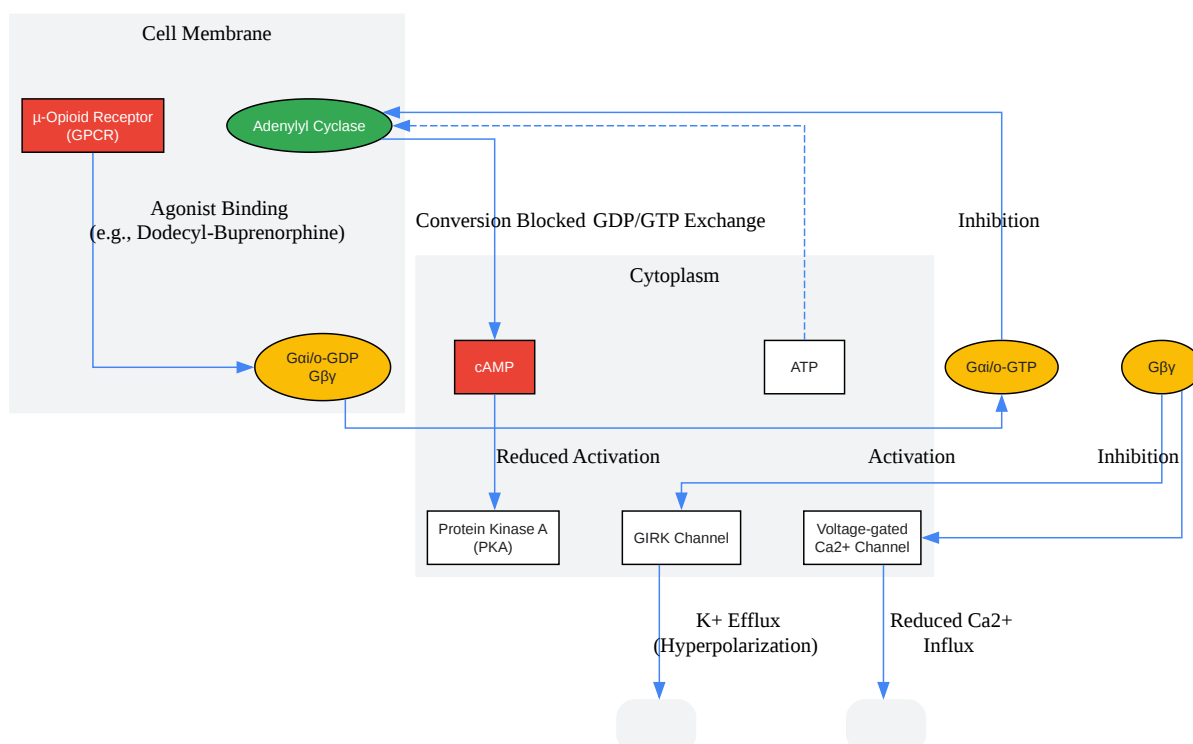 Cell Membrane
µ-Opioid Receptor
(GPCR)
Adenylyl Cyclase
Agonist Binding
(e.g., Dodecyl-Buprenorphine)
Conversion Blocked
GDP/GTP Exchange
Inhibition
Cytoplasm
Gαi/o-GDP
Gβγ
cAMP
ATP
Gαi/o-GTP
Gβγ
Reduced Activation
Activation
Inhibition
Protein Kinase A
(PKA)
GIRK Channel
Voltage-gated
Ca2+ Channel
K+ Efflux
(Hyperpolarization)
Reduced Ca2+
Influx